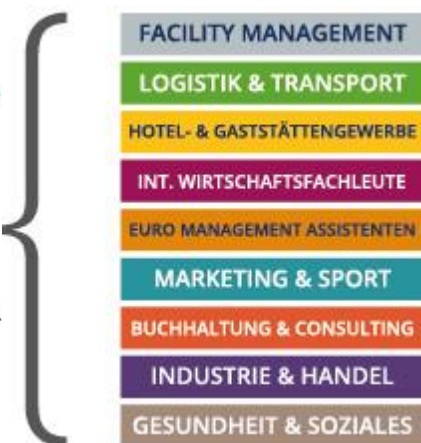 FACILITY MANAGEMENT
LOGISTIK & TRANSPORT
HOTEL- & GASTSTÄTTENGEWERBE
INT. WIRTSCHAFTSFACHLEUTE
EURO MANAGEMENT ASSISTENTEN
MARKETING & SPORT
BUCHHALTUNG & CONSULTING
INDUSTRIE & HANDEL
GESUNDHEIT & SOZIALES